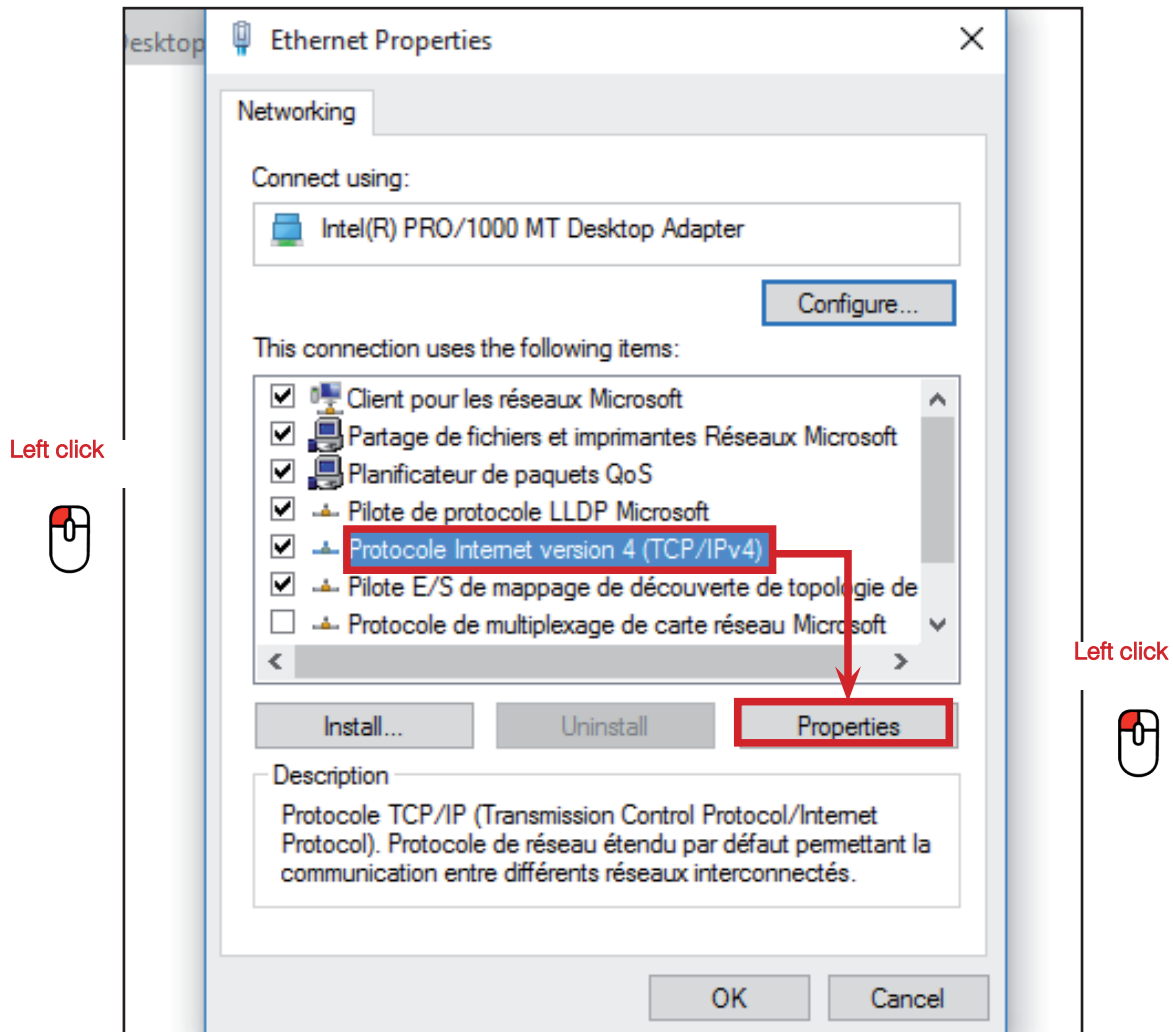 esktop
Ethernet Properties
Networking
Connect using:
Intel(R) PRO/1000 MT Desktop Adapter
Configure...
This connection uses the following items:
Client pour les réseaux Microsoft
Partage de fichiers et imprimantes Réseaux Microsoft
Planificateur de paquets QoS
Pilote de protocole LLDP Microsoft
Protocole Internet version 4 (TCP/IPv4)
Pilote E/S de mappage de découverte de topologie de
Protocole de multiplexage de carte réseau Microsoft
Left click
Left click
Install...
Uninstall
Properties
Description
Protocole TCP/IP (Transmission Control Protocol/Internet
Protocol). Protocole de réseau étendu par défaut permettant la
communication entre différents réseaux interconnectés.
OK
Cancel